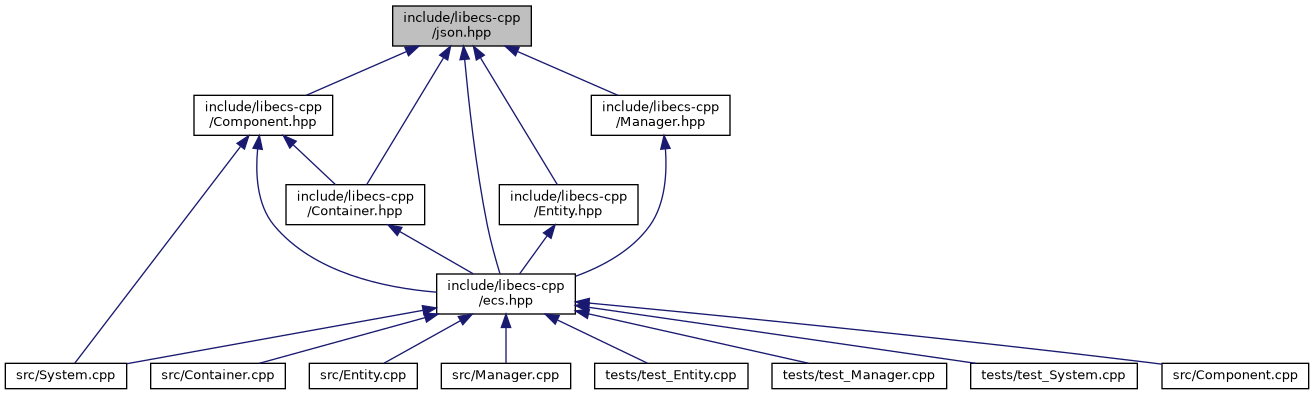 include/libecs-cpp
/json.hpp
include/libecs-cpp
/Component.hpp
include/libecs-cpp
/Manager.hpp
include/libecs-cpp
/Container.hpp
include/libecs-cpp
/Entity.hpp
include/libecs-cpp
/ecs.hpp
src/System.cpp
src/Container.cpp
src/Entity.cpp
src/Manager.cpp
tests/test_Entity.cpp
tests/test_Manager.cpp
tests/test_System.cpp
src/Component.cpp